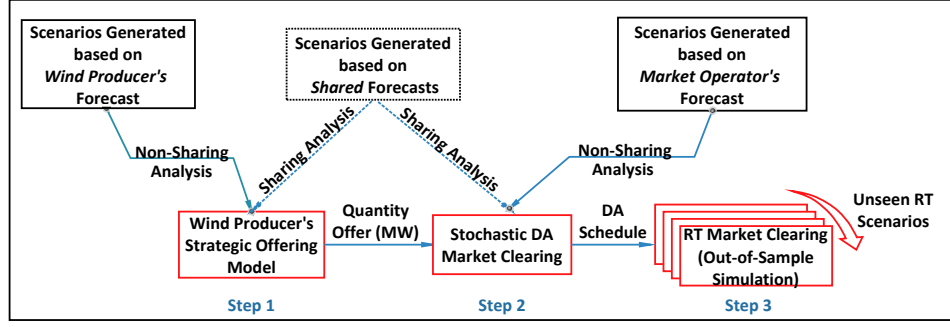 Scenarios Generated
based on
Wind Producer's
Forecast
Scenarios Generated
based on
Shared Forecasts
Scenarios Generated
based on
Market Operator's
Forecast
Non-Sharing
Analysis
Sharing Analysis
Sharing Analysis
Non-Sharing
Analysis
Wind Producer's
Strategic Offering
Model
Quantity
Offer (MW)
Stochastic DA
Market Clearing
DA
Schedule
RT Market Clearing
(Out-of-Sample
Simulation)
Unseen RT
Scenarios
Step 1
Step 2
Step 3